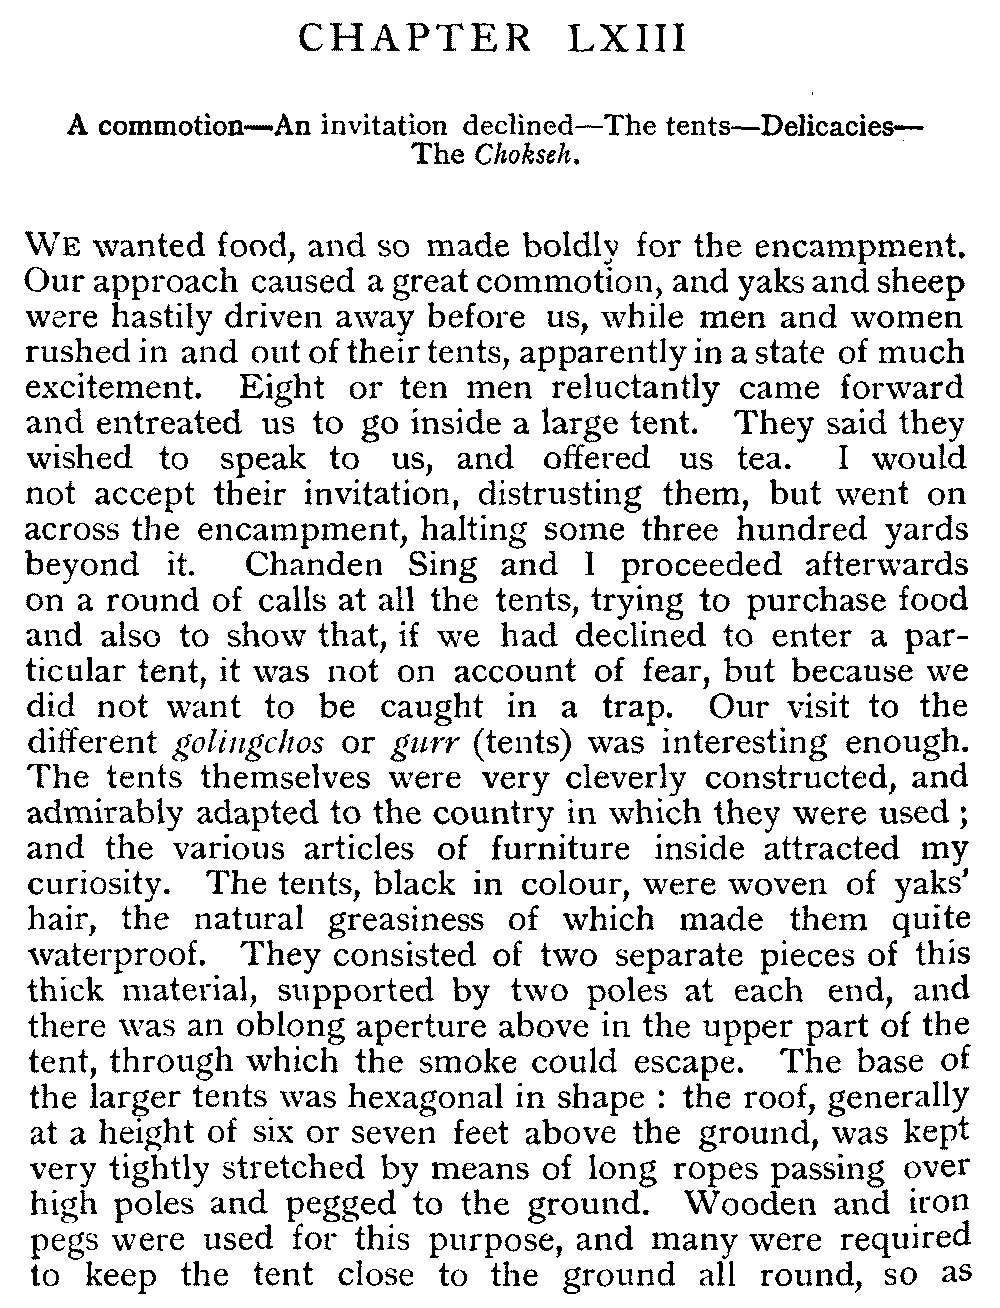 CHAPTER LXIII
A commotion—An invitation declined—The tents—Delicacies—
The Chokseh.
WE wanted food, and so made boldly for the encampment.
Our approach caused a great commotion, and yaks and sheep
were hastily driven away before us, while men and women
rushed in and out of their tents, apparently in a state of much
excitement. Eight or ten men reluctantly came forward
and entreated us to go inside a large tent. They said they
wished to speak to us, and offered us tea. I would
not accept their invitation, distrusting them, but went on
across the encampment, halting some three hundred yards
beyond it. Chanden Sing and I proceeded afterwards
on a round of calls at all the tents, trying to purchase food
and also to show that, if we had declined to enter a par-
ticular tent, it was not on account of fear, but because we
did not want to be caught in a trap. Our visit to the
different golingchos or gurr (tents) was interesting enough.
The tents themselves were very cleverly constructed, and
admirably adapted to the country in which they were used ;
and the various articles of furniture inside attracted my
curiosity. The tents, black in colour, were woven of yaks'
hair, the natural greasiness of which made them quite
waterproof. They consisted of two separate pieces of this
thick material, supported by two poles at each end, and
there was an oblong aperture above in the upper part of the
tent, through which the smoke could escape. The base of
the larger tents was hexagonal in shape : the roof, generally
at a height of six or seven feet above the ground, was kept
very tightly stretched by means of long ropes passing over
high poles and pegged to the ground. Wooden and iron
pegs were used for this purpose, and many were required
to keep the tent close to the ground all round, so as